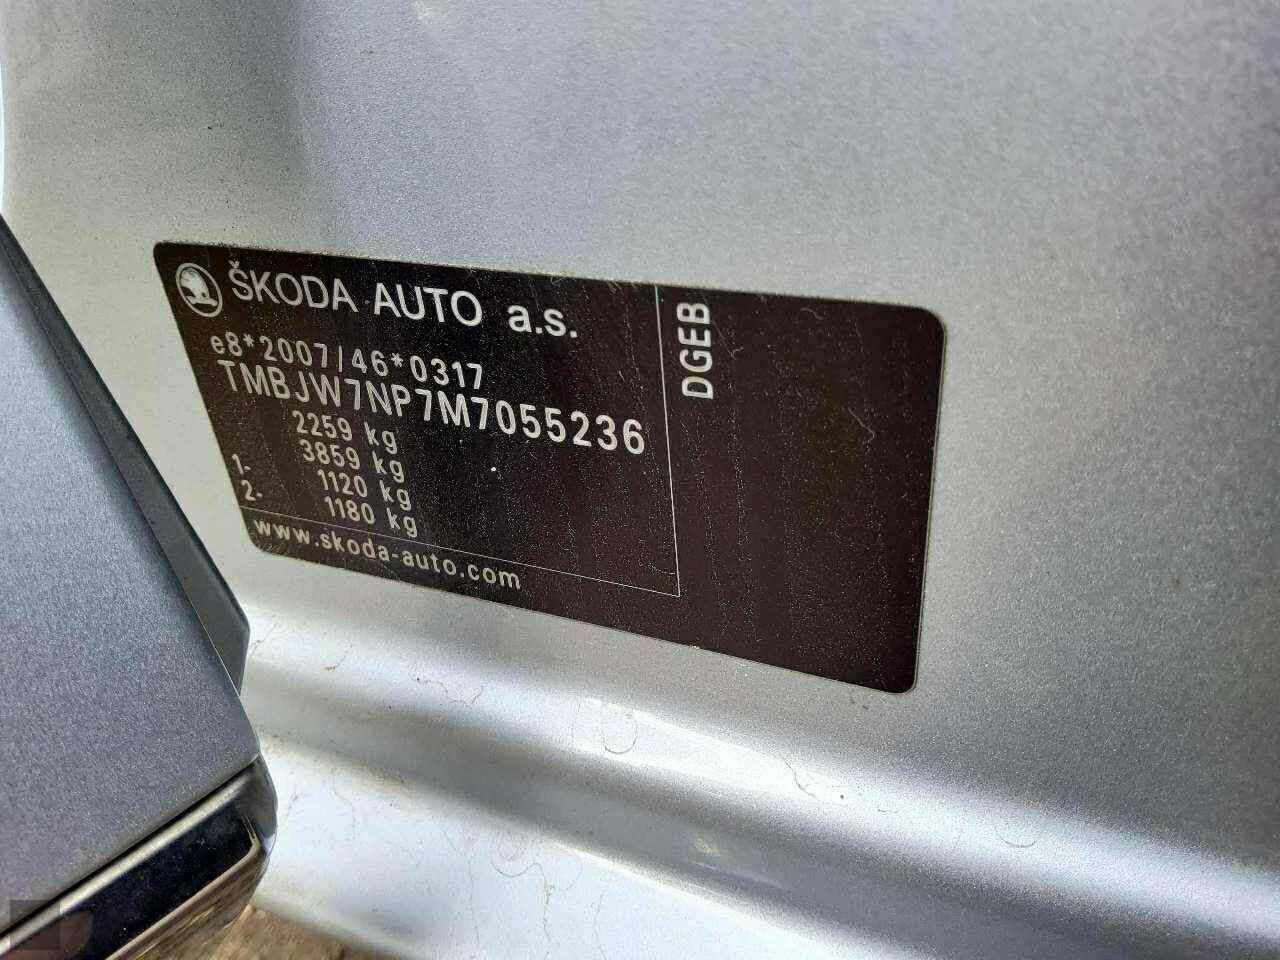 ŠKODA AUTO a.s.
e8*2007/46*0317
TMBJW7NP7M7055236
2259 kg
3859 kg
1- 1120 kg
2- 1180 kg
www.skoda-auto.com
DGEB